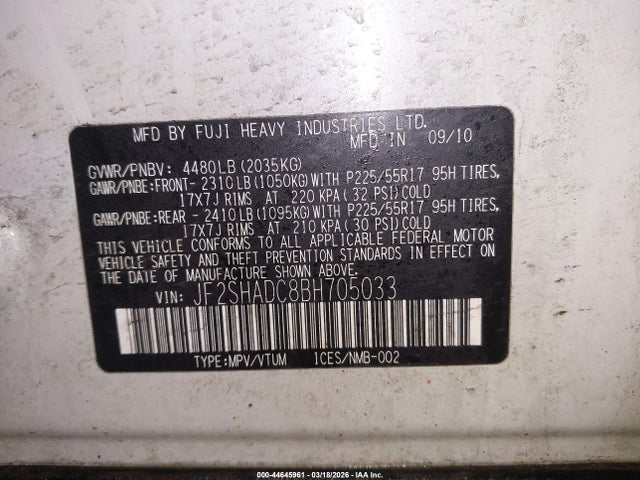 MFD BY FUJI HEAVY INDUSTRIES LTD.
MFD IN 09/10
GVWR/PNBV: 4480LB(2035KG)
GAWR/PNBE:FRONT- 2310LB(1050KG)WITH P225/55R17 95H TIRES,
17X7J RIMS AT 220 KPA(32 PSI)COLD
GAWR/PNBE:REAR - 2410LB(1095KG)WITH P225/55R17 95H TIRES,
17X7J RIMS AT 210 KPA(30 PSI)COLD
THIS VEHICLE CONFORMS TO ALL APPLICABLE FEDERAL MOTOR
VEHICLE SAFETY AND THEFT PREVENTION STANDARDS IN EFFECT ON
THE DATE OF MANUFACTURE SHOWN ABOVE.
VIN: JF2SHADC8BH705033
TYPE:MPV/VTUM ICES/NMB-002
000-44645961 - 03/18/2026 - IAA Inc.